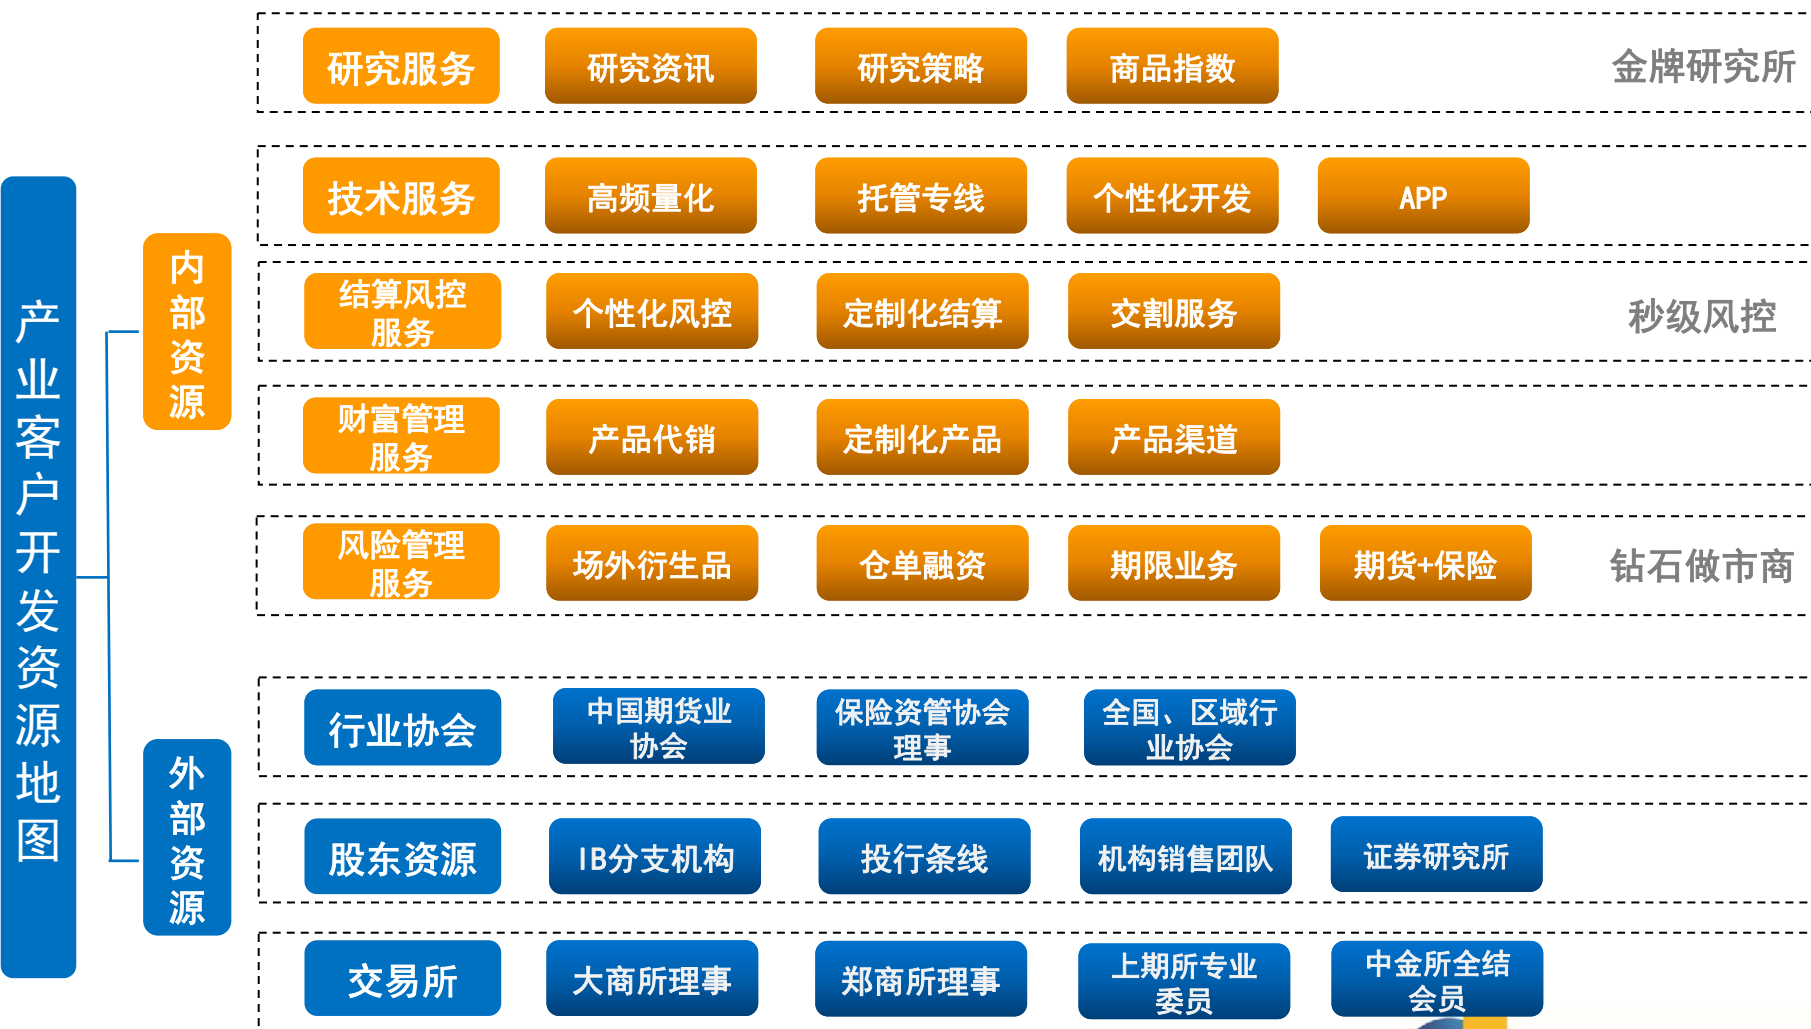 产业客户开发资源地图
内部资源
研究服务
研究资讯
研究策略
商品指数
金牌研究所
技术服务
高频量化
托管专线
个性化开发
APP
结算风控
服务
个性化风控
定制化结算
交割服务
秒级风控
财富管理
服务
产品代销
定制化产品
产品渠道
风险管理
服务
场外衍生品
仓单融资
期限业务
期货+保险
钻石做市商
外部资源
行业协会
中国期货业
协会
保险资管协会
理事
全国、区域行
业协会
股东资源
IB分支机构
投行条线
机构销售团队
证券研究所
交易所
大商所理事
郑商所理事
上期所专业
委员
中金所全结
会员